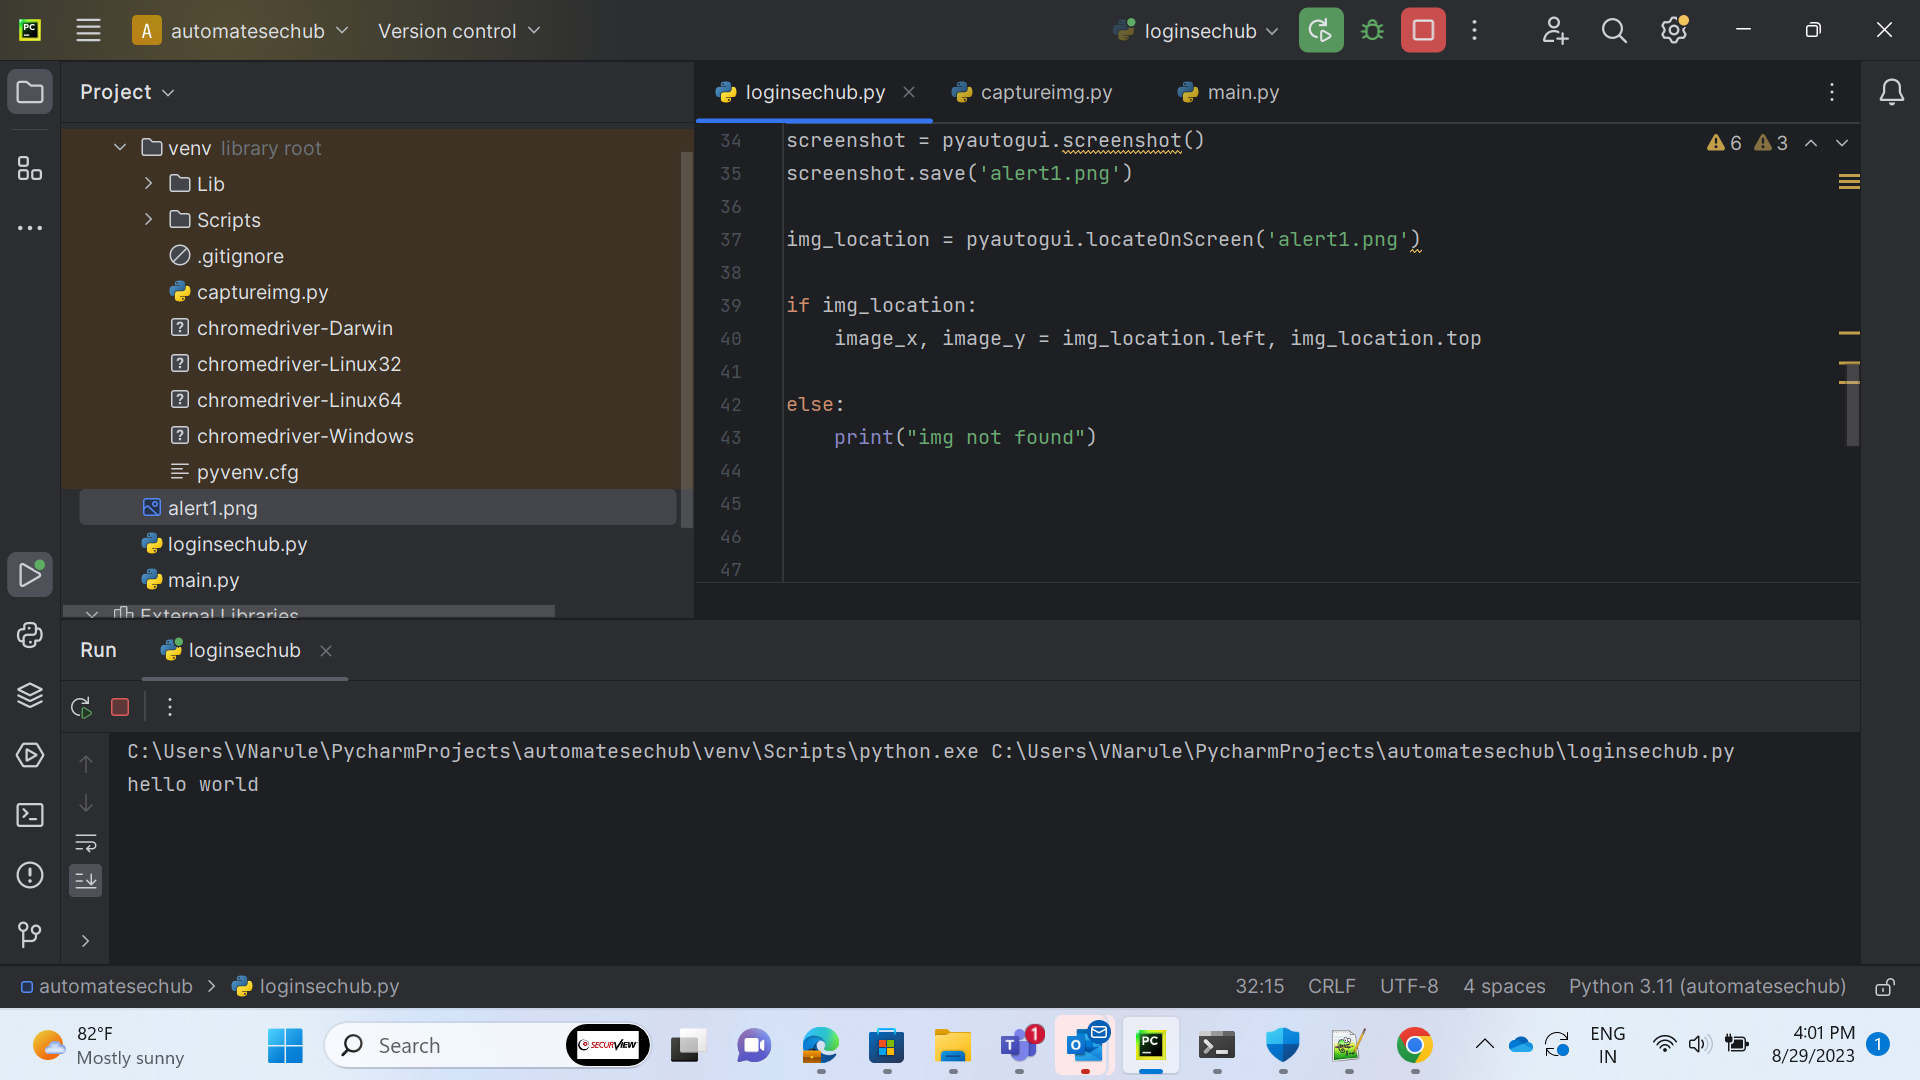 PC
A automatesechub
Version control
loginsechub
Project
loginsechub.py
captureimg.py
main.py
venv library root
Lib
Scripts
.gitignore
captureimg.py
chromedriver-Darwin
chromedriver-Linux32
chromedriver-Linux64
chromedriver-Windows
pyvenv.cfg
alert1.png
loginsechub.py
main.py
External Libraries
6 3
34 screenshot = pyautogui.screenshot()
35 screenshot.save('alert1.png')
36
37 img_location = pyautogui.locateOnScreen('alert1.png')
38
39 if img_location:
40     image_x, image_y = img_location.left, img_location.top
41
42 else:
43     print("img not found")
44
45
46
47
Run
loginsechub
C:\Users\VNarule\PycharmProjects\automatesechub\venv\Scripts\python.exe C:\Users\VNarule\PycharmProjects\automatesechub\loginsechub.py
hello world
automatesechub > loginsechub.py
32:15 CRLF UTF-8 4 spaces Python 3.11 (automatesechub)
82°F
Mostly sunny
Search
SECURVIEW
T 1
O
PC
ENG
IN
4:01 PM
8/29/2023
1